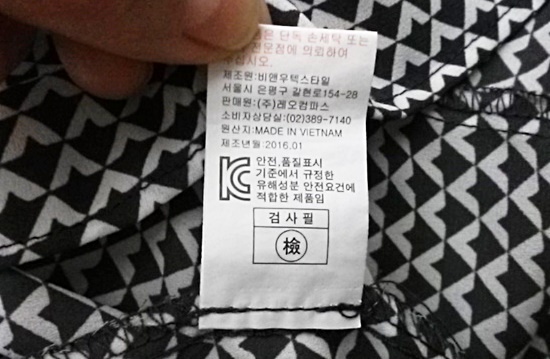 은 단독 손세탁 또는
전문점에 의뢰하여
주십시오.
제조원:비앤우텍스타일
서울시 은평구 갈현로154-28
판매원:(주)레오컴파스
소비자상담실:(02)389-7140
원산지:MADE IN VIETNAM
제조년월:2016.01
안전,품질표시
기준에서 규정한
유해성분 안전요건에
적합한 제품임
검사필
檢